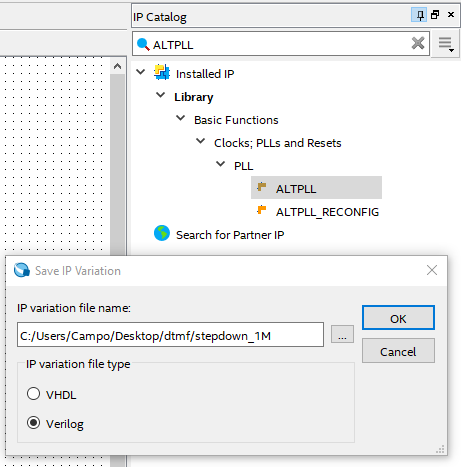 IP Catalog
ALTPLL
Installed IP
Library
Basic Functions
Clocks; PLLs and Resets
PLL
ALTPLL
ALTPLL_RECONFIG
Search for Partner IP
Save IP Variation
IP variation file name:
C:/Users/Campo/Desktop/dtmf/stepdown_1M
...
OK
Cancel
IP variation file type
VHDL
Verilog